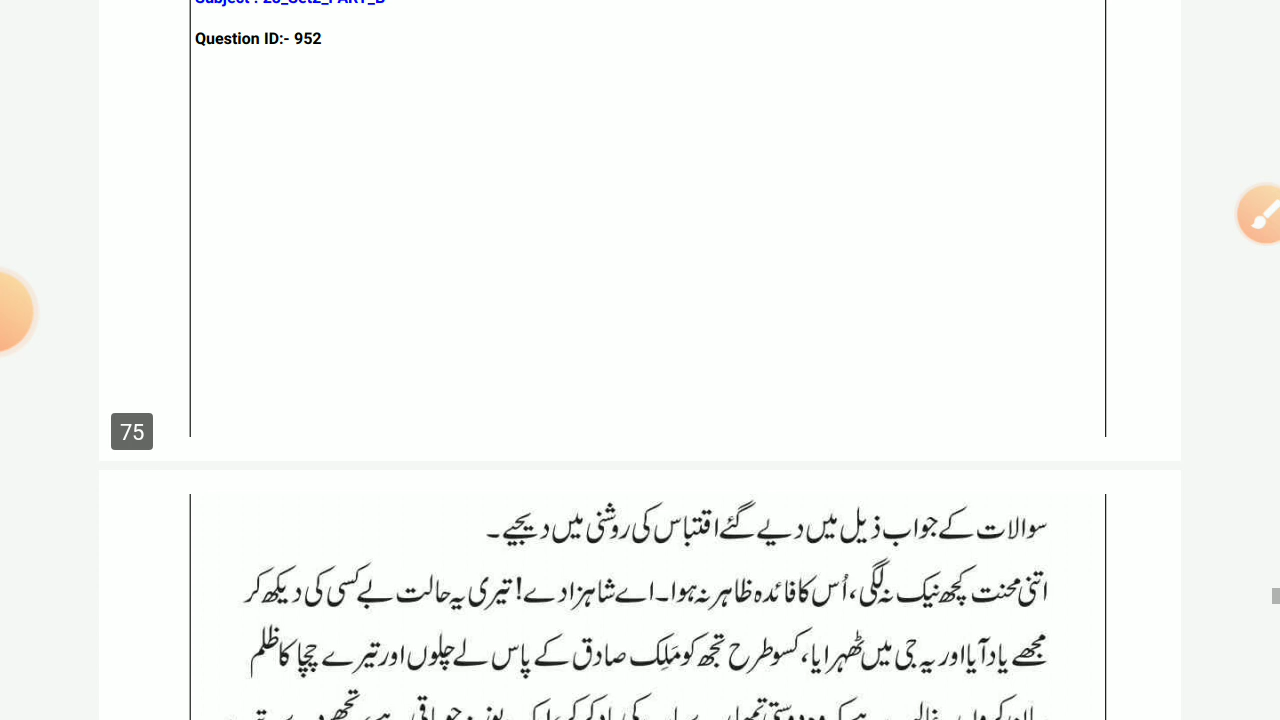 Subject : 28_Set2_PART_B
Question ID:- 952
75
سوالات کے جواب ذیل میں دیے گئے اقتباس کی روشنی میں دیجیے۔
اتنی محنت کچھ نیک نہ لگی، اُس کا فائدہ ظاہر نہ ہوا۔ اے شاہزادے! تیری یہ حالت بے کسی کی دیکھ کر
مجھے یاد آیا اور یہ جی میں ٹھہرایا، کسو طرح تجھ کو مَلِک صادق کے پاس لے چلوں اور تیرے چچا کا ظلم